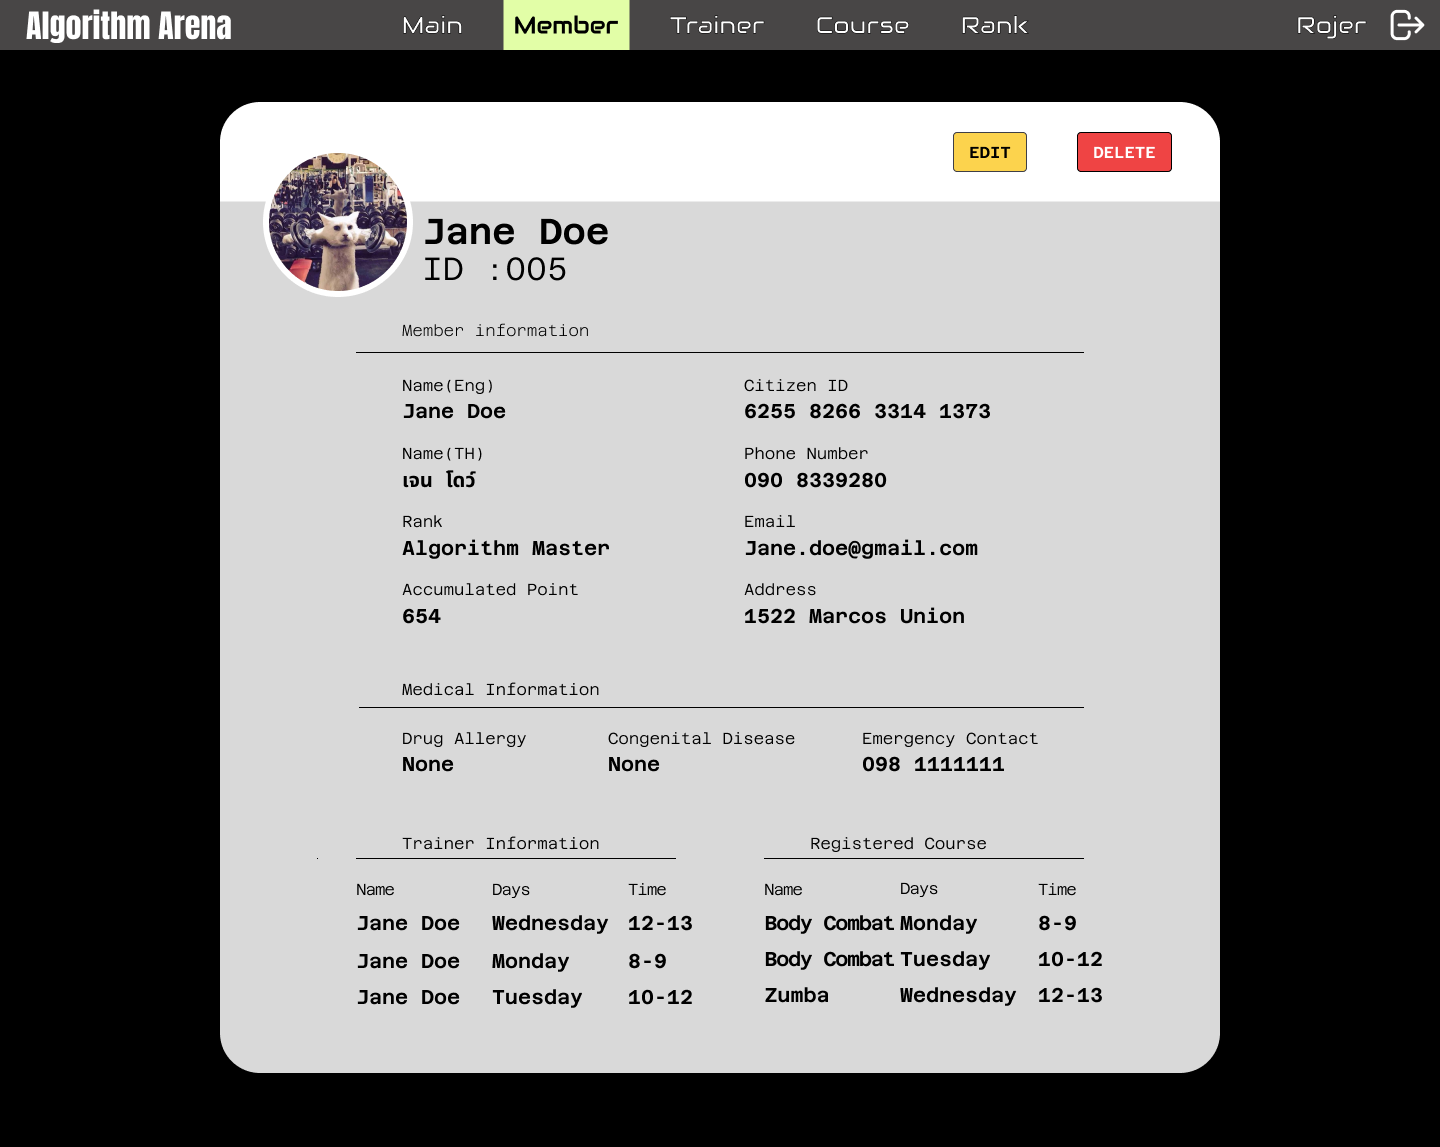 Algorithm Arena Main Member Trainer Course Rank Rojer
EDIT DELETE
Jane Doe
ID :005
Member information
Name(Eng) Citizen ID
Jane Doe 6255 8266 3314 1373
Name(TH) Phone Number
เจน โดว์ 090 8339280
Rank Email
Algorithm Master Jane.doe@gmail.com
Accumulated Point Address
654 1522 Marcos Union
Medical Information
Drug Allergy Congenital Disease Emergency Contact
None None 098 1111111
Trainer Information Registered Course
Name Days Time Name Days Time
Jane Doe Wednesday 12-13 Body Combat Monday 8-9
Jane Doe Monday 8-9 Body Combat Tuesday 10-12
Jane Doe Tuesday 10-12 Zumba Wednesday 12-13